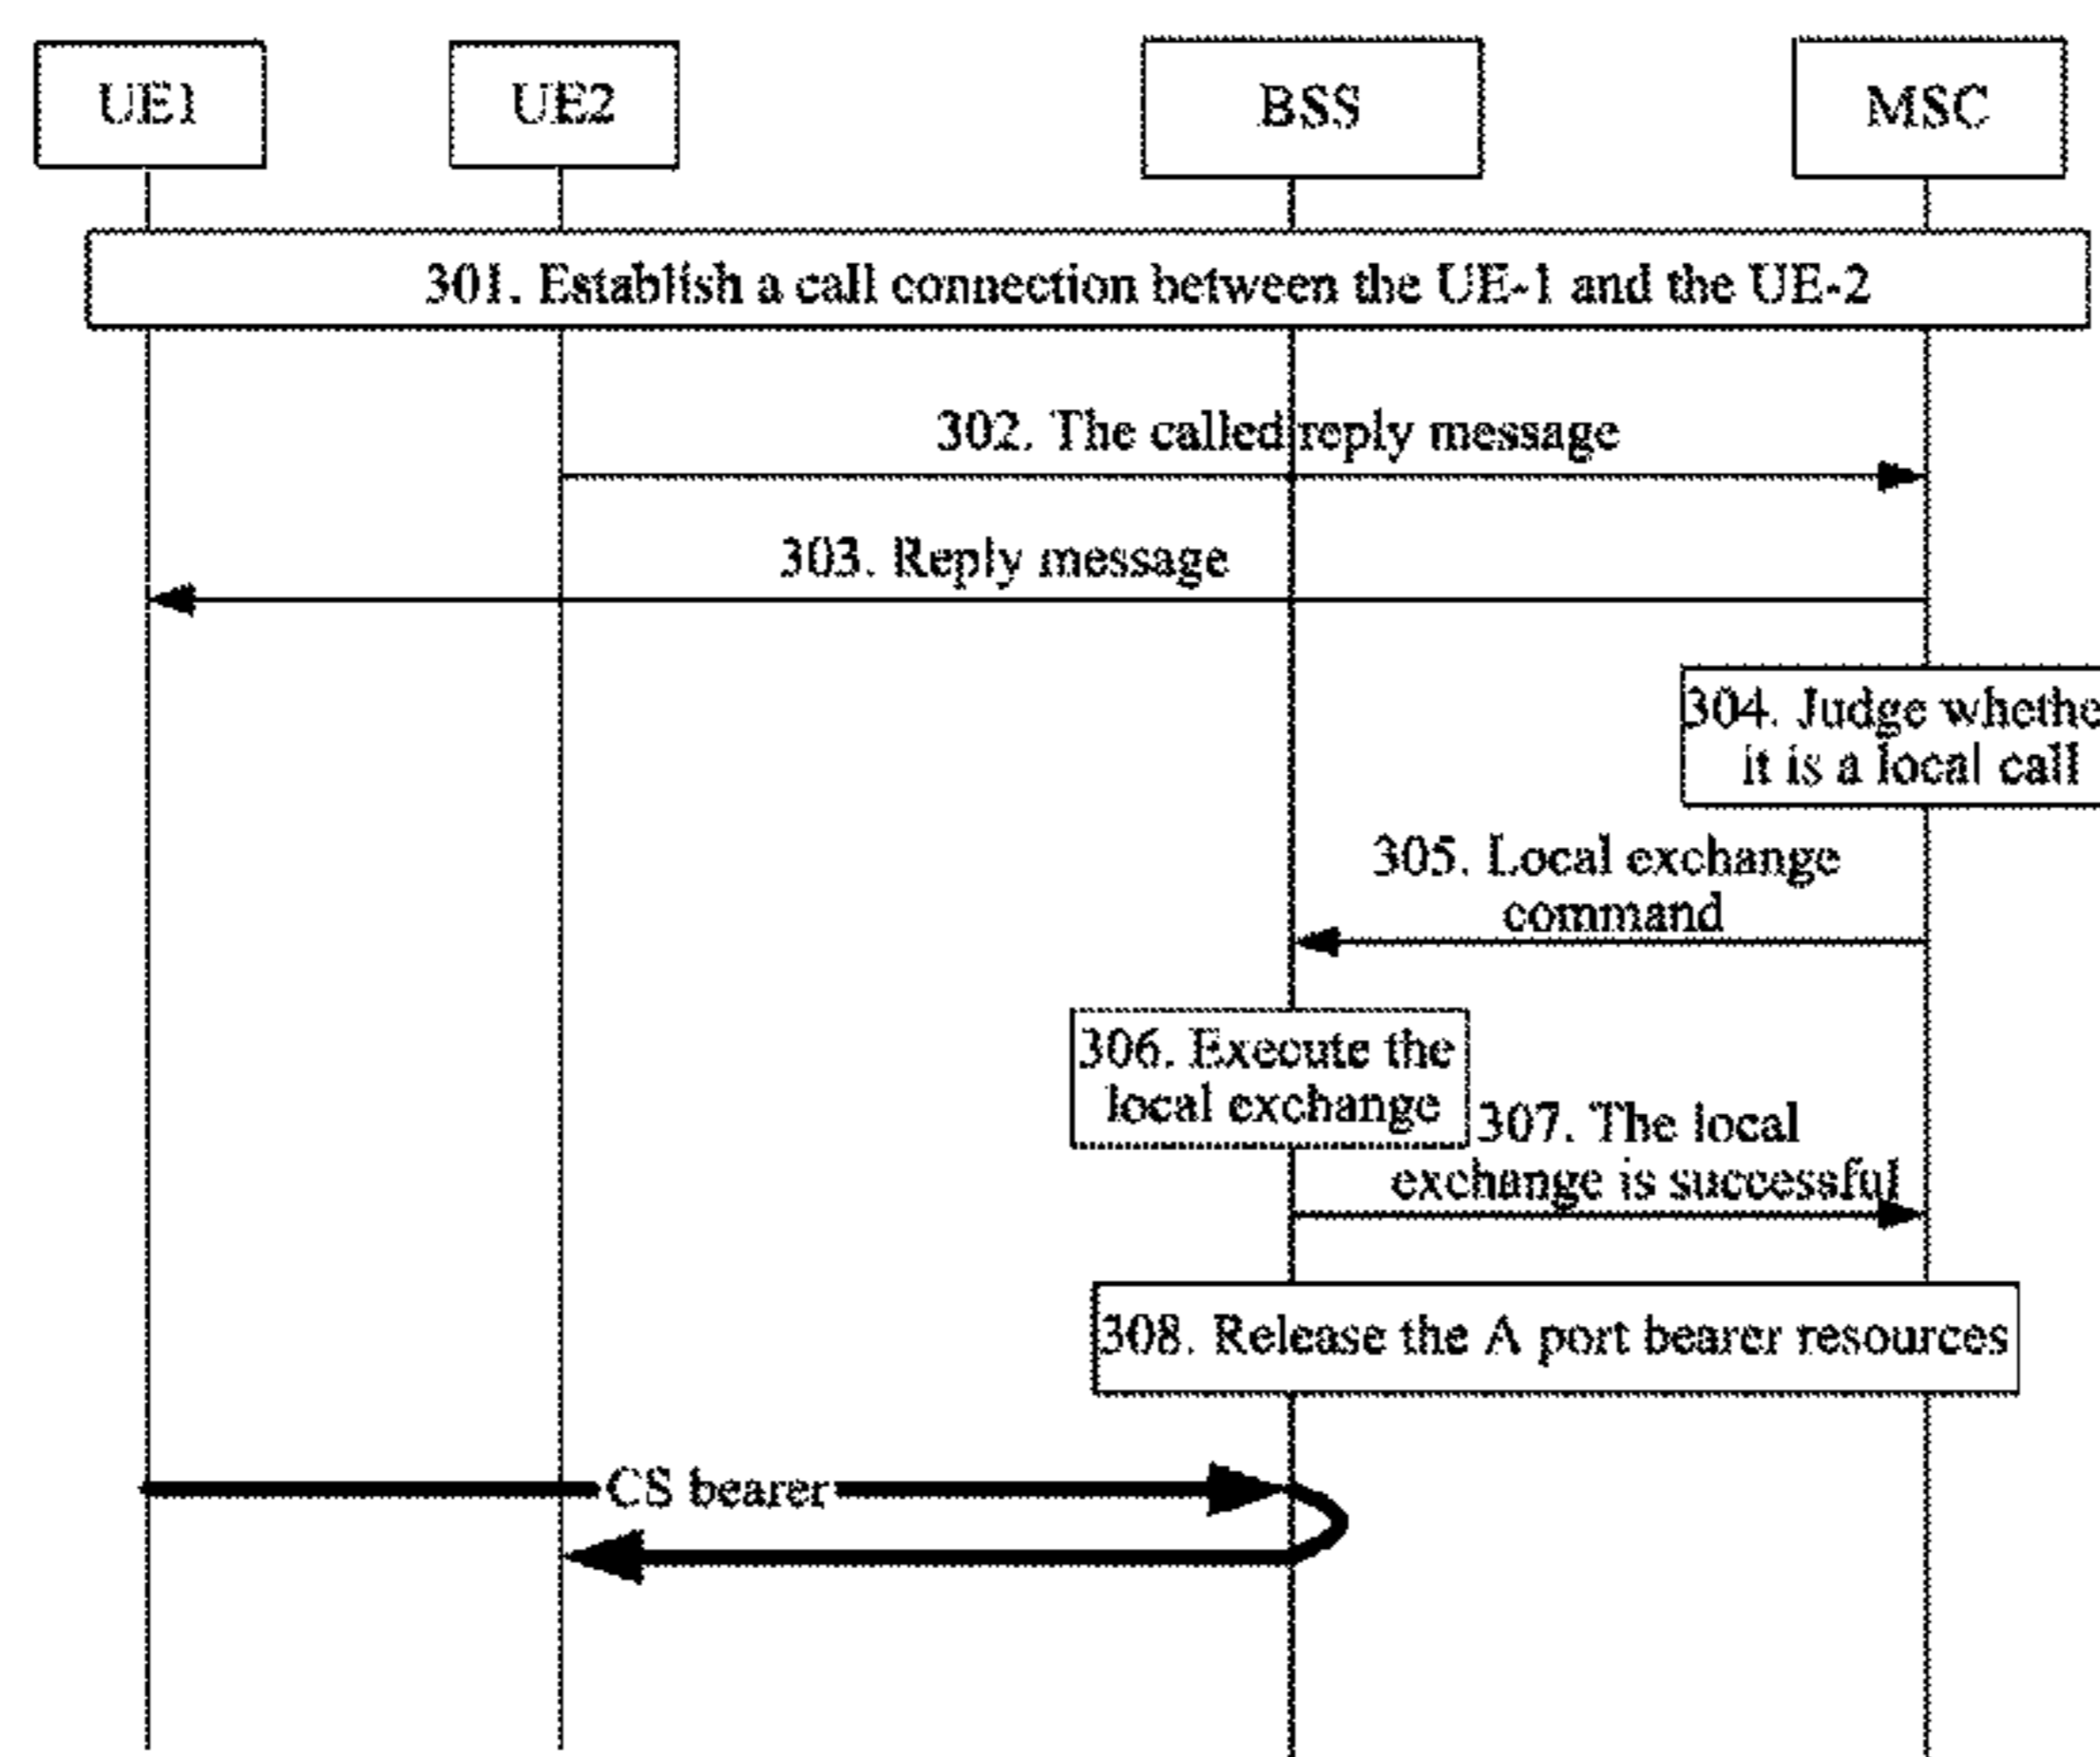 UE1
UE2
BSS
MSC
301. Establish a call connection between the UE-1 and the UE-2
302. The called reply message
303. Reply message
304. Judge whethe
it is a local call
305. Local exchange
command
306. Execute the
local exchange
307. The local
exchange is successful
308. Release the A port bearer resources
CS bearer